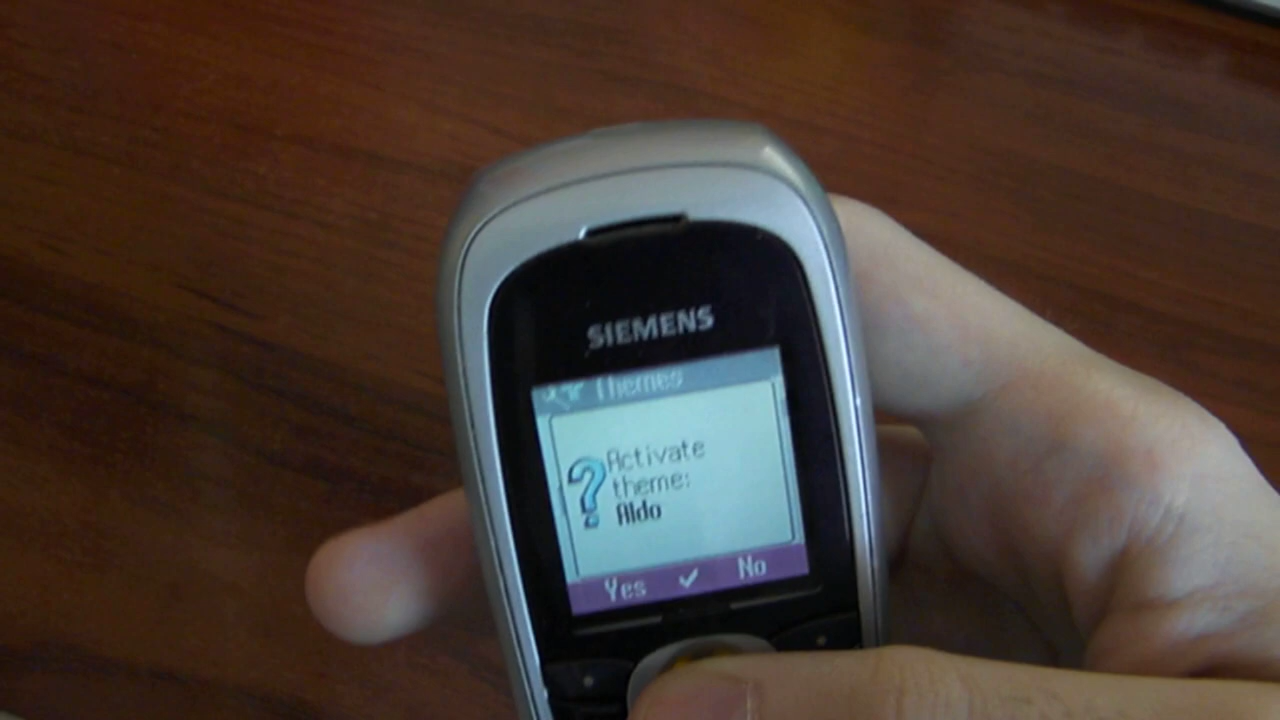 SIEMENS
Themes
Activate
theme:
Aldo
Yes No